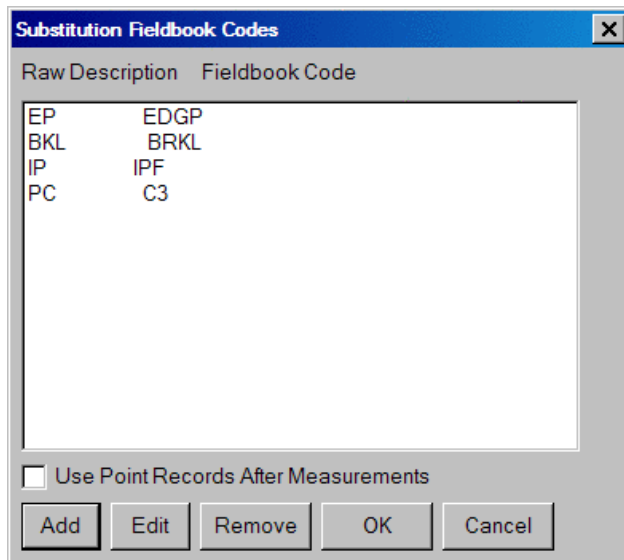 Substitution Fieldbook Codes
Raw Description Fieldbook Code
EP EDGP
BKL BRKL
IP IPF
PC C3
Use Point Records After Measurements
Add Edit Remove OK Cancel